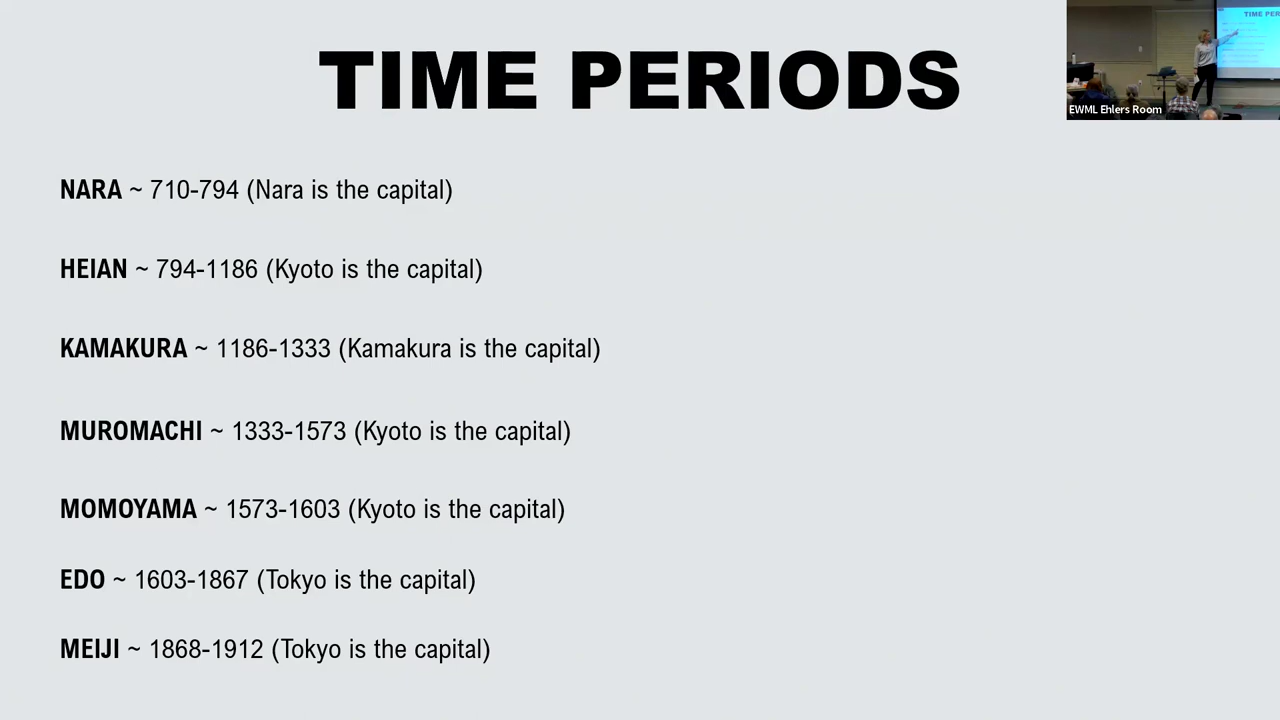 TIME PERIODS
NARA ~ 710-794 (Nara is the capital)
HEIAN ~ 794-1186 (Kyoto is the capital)
KAMAKURA ~ 1186-1333 (Kamakura is the capital)
MUROMACHI ~ 1333-1573 (Kyoto is the capital)
MOMOYAMA ~ 1573-1603 (Kyoto is the capital)
EDO ~ 1603-1867 (Tokyo is the capital)
MEIJI ~ 1868-1912 (Tokyo is the capital)
TIME PER
EWML Ehlers Room